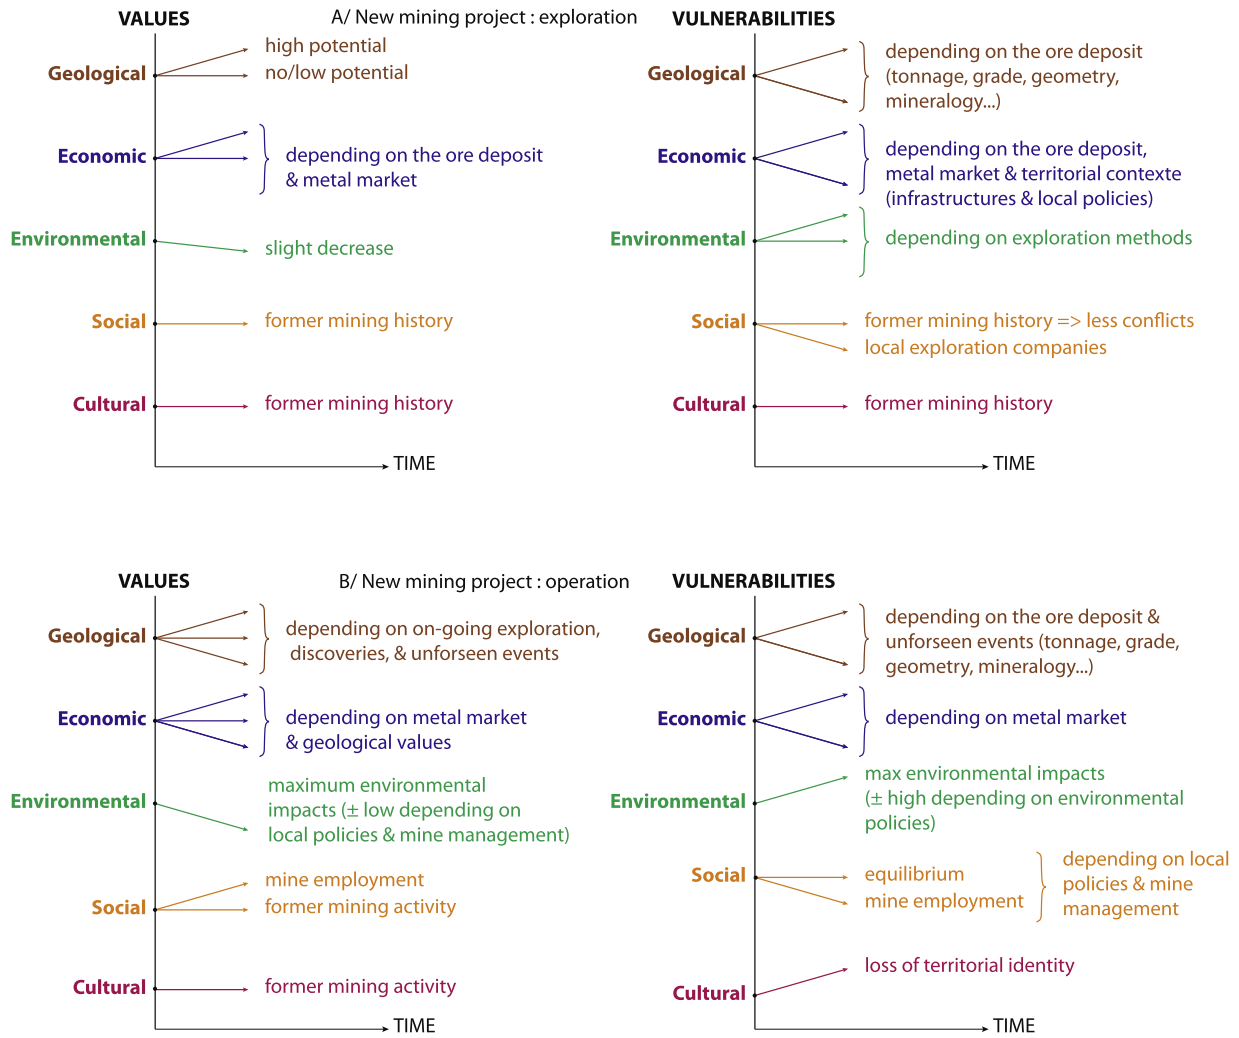 A/ New mining project : exploration
VALUES
Geological
high potential
no/low potential
Economic
depending on the ore deposit
& metal market
Environmental
slight decrease
Social
former mining history
Cultural
former mining history
TIME
VULNERABILITIES
Geological
depending on the ore deposit
(tonnage, grade, geometry,
mineralogy...)
Economic
depending on the ore deposit,
metal market & territorial contexte
(infrastructures & local policies)
Environmental
depending on exploration methods
Social
former mining history => less conflicts
local exploration companies
Cultural
former mining history
TIME
B/ New mining project : operation
VALUES
Geological
depending on on-going exploration,
discoveries, & unforseen events
Economic
depending on metal market
& geological values
Environmental
maximum environmental
impacts (± low depending on
local policies & mine management)
Social
mine employment
former mining activity
Cultural
former mining activity
TIME
VULNERABILITIES
Geological
depending on the ore deposit &
unforseen events (tonnage, grade,
geometry, mineralogy...)
Economic
depending on metal market
Environmental
max environmental impacts
(± high depending on environmental
policies)
Social
equilibrium
mine employment
depending on local
policies & mine
management
Cultural
loss of territorial identity
TIME